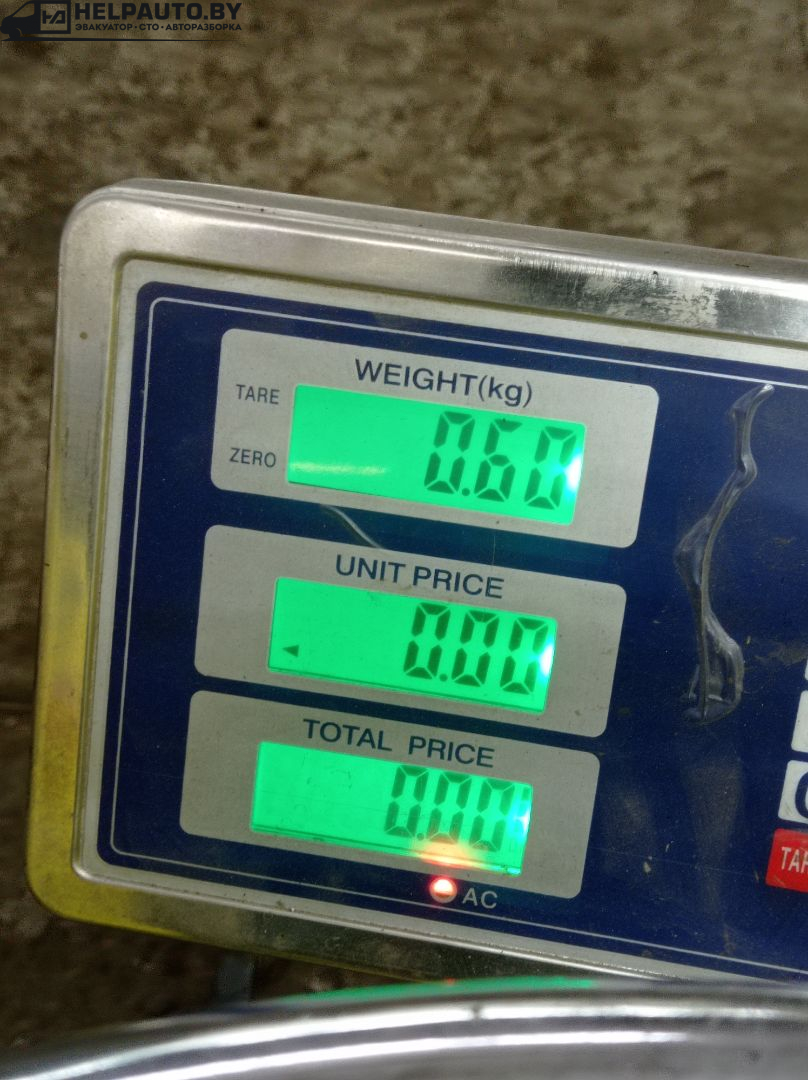 HELPAUTO.BY
ЭВАКУАТОР • СТО • АВТОРАЗБОРКА
WEIGHT(kg)
TARE
0.60
ZERO
UNIT PRICE
0.00
TOTAL PRICE
0.00
AC